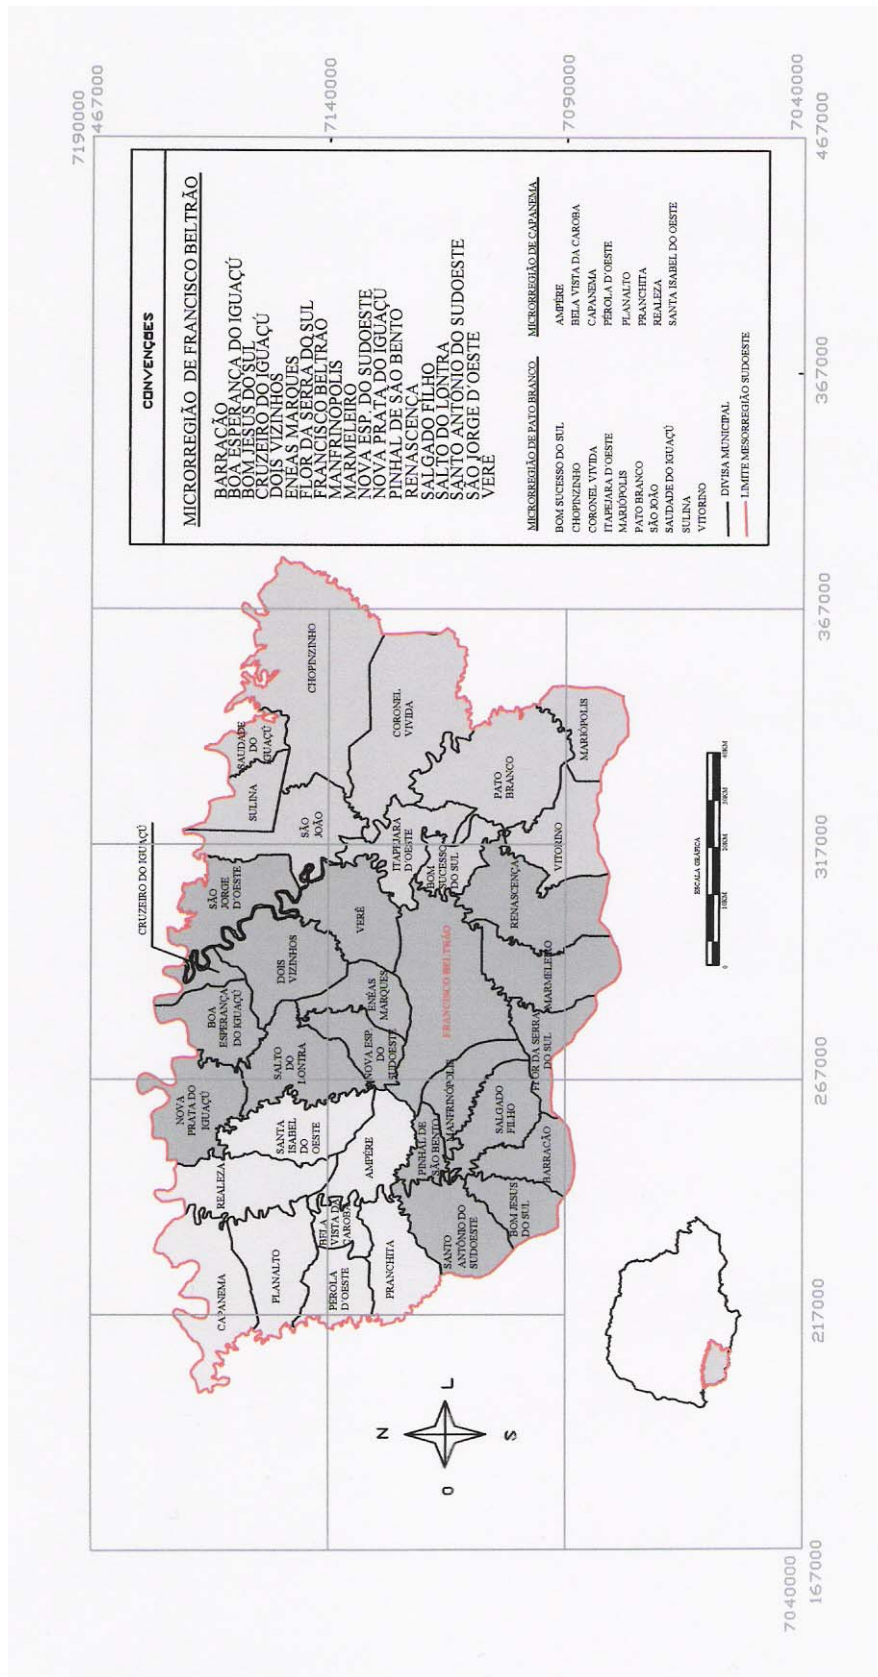 7190000
467000
7140000
7090000
7040000
467000
CONVENÇÕES
MICRORREGIÃO DE FRANCISCO BELTRÃO
BARRACÃO
BOA ESPERANÇA DO IGUAÇÚ
BOM JESUS DO SUL
CRUZEIRO DO IGUAÇÚ
DOIS VIZINHOS
ENÉAS MARQUES
FLOR DA SERRA DO SUL
FRANCISCO BELTRÃO
MANFRINÓPOLIS
MARMELEIRO
NOVA ESP. DO SUDOESTE
NOVA PRATA DO IGUAÇÚ
PINHAL DE SÃO BENTO
RENASCENÇA
SALGADO FILHO
SALTO DO LONTRA
SANTO ANTONIO DO SUDOESTE
SÃO JORGE D'OESTE
VERÊ
MICRORREGIÃO DE PATO BRANCO
BOM SUCESSO DO SUL
CHOPINZINHO
CORONEL VIVIDA
ITAPEJARA D'OESTE
MARIÓPOLIS
PATO BRANCO
SÃO JOÃO
SAUDADE DO IGUAÇÚ
SULINA
VITORINO
MICRORREGIÃO DE CAPANEMA
AMPÉRE
BELA VISTA DA CAROBA
CAPANEMA
PÉROLA D'OESTE
PLANALTO
PRANCHITA
REALEZA
SANTA ISABEL DO OESTE
DIVISA MUNICIPAL
LIMITE MESORREGIÃO SUDOESTE
367000
367000
317000
267000
217000
7040000
167000
CRUZEIRO DO IGUAÇÚ
CAPANEMA
REALEZA
NOVA
PRATA DO
IGUAÇÚ
BOA
ESPERANÇA
DO IGUAÇÚ
SÃO
JORGE
D'OESTE
SULINA
SAUDADE
DO
IGUAÇÚ
CHOPINZINHO
PLANALTO
SANTA
ISABEL
DO
OESTE
SALTO
DO
LONTRA
DOIS
VIZINHOS
SÃO
JOÃO
PEROLA
D'OESTE
BELA
VISTA DA
CAROBA
AMPÉRE
NOVA ESP.
DO
SUDOESTE
ENÉAS
MARQUES
VERÊ
ITAPEJARA
D'OESTE
CORONEL
VIVIDA
PRANCHITA
PINHAL DE
SÃO BENTO
MANFRINÓPOLIS
FRANCISCO BELTRÃO
BOM
SUCESSO
DO SUL
PATO
BRANCO
SANTO
ANTÔNIO DO
SUDOESTE
SALGADO
FILHO
RENASCENÇA
BOM JESUS
DO SUL
BARRACÃO
FLOR DA SERRA
DO SUL
MARMELEIRO
VITORINO
MARIÓPOLIS
N
O
L
S
ESCALA GRÁFICA
0
10KM
20KM
30KM
40KM